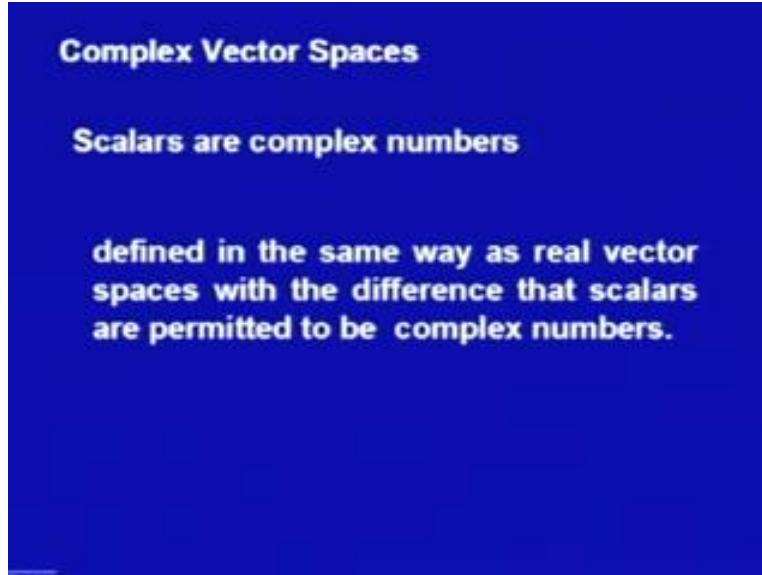 Complex Vector Spaces
Scalars are complex numbers
defined in the same way as real vector
spaces with the difference that scalars
are permitted to be complex numbers.